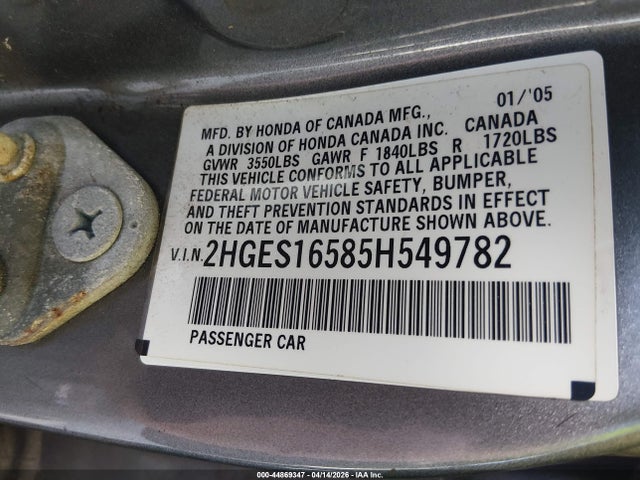 MFD. BY HONDA OF CANADA MFG., 01/'05
A DIVISION OF HONDA CANADA INC. CANADA
GVWR 3550LBS GAWR F 1840LBS R 1720LBS
THIS VEHICLE CONFORMS TO ALL APPLICABLE
FEDERAL MOTOR VEHICLE SAFETY, BUMPER,
AND THEFT PREVENTION STANDARDS IN EFFECT
ON THE DATE OF MANUFACTURE SHOWN ABOVE.
V.I.N. 2HGES16585H549782
PASSENGER CAR
000-44869347 - 04/14/2026 - IAA Inc.